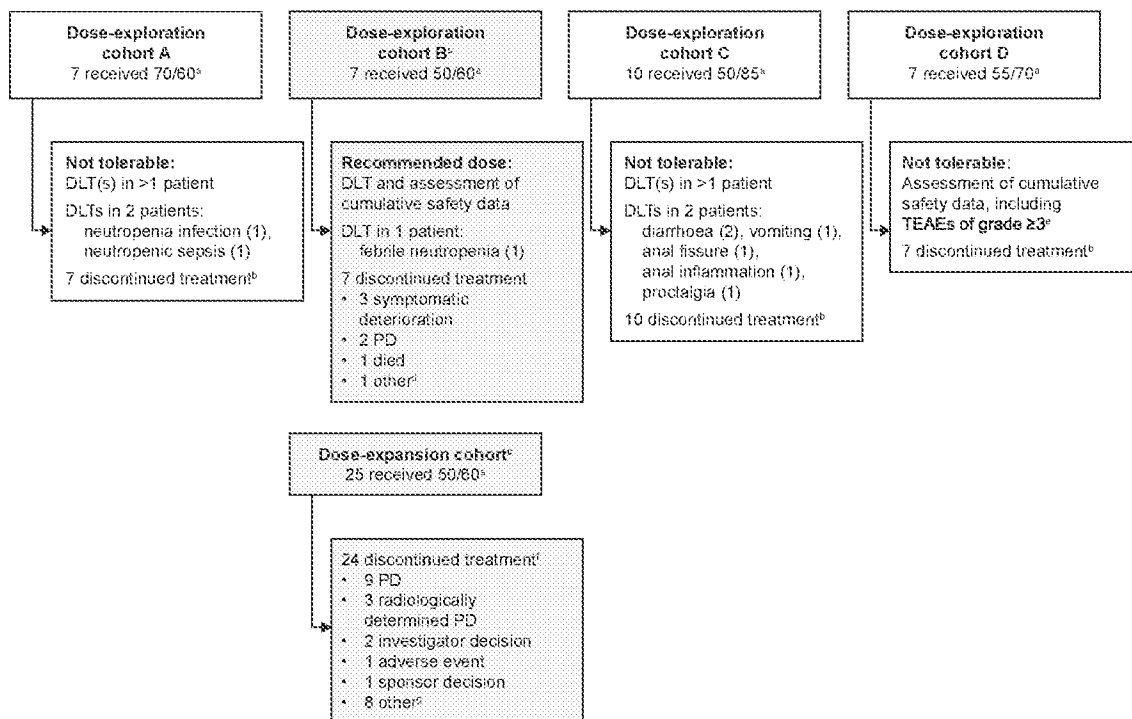 Dose-exploration
cohort A
7 received 70/60ᵃ
Dose-exploration
cohort Bᶜ
7 received 50/60ᵃ
Dose-exploration
cohort C
10 received 50/85ᵃ
Dose-exploration
cohort D
7 received 55/70ᵃ
Not tolerable:
DLT(s) in >1 patient
DLTs in 2 patients:
neutropenia infection (1),
neutropenic sepsis (1)
7 discontinued treatmentᵇ
Recommended dose:
DLT and assessment of
cumulative safety data
DLT in 1 patient:
febrile neutropenia (1)
7 discontinued treatment
• 3 symptomatic
deterioration
• 2 PD
• 1 died
• 1 otherᵈ
Not tolerable:
DLT(s) in >1 patient
DLTs in 2 patients:
diarrhoea (2), vomiting (1),
anal fissure (1),
anal inflammation (1),
proctalgia (1)
10 discontinued treatmentᵇ
Not tolerable:
Assessment of cumulative
safety data, including
TEAEs of grade ≥3ᵉ
7 discontinued treatmentᵇ
Dose-expansion cohortᶜ
25 received 50/60ᵃ
24 discontinued treatmentᶠ
• 9 PD
• 3 radiologically
determined PD
• 2 investigator decision
• 1 adverse event
• 1 sponsor decision
• 8 otherᵍ